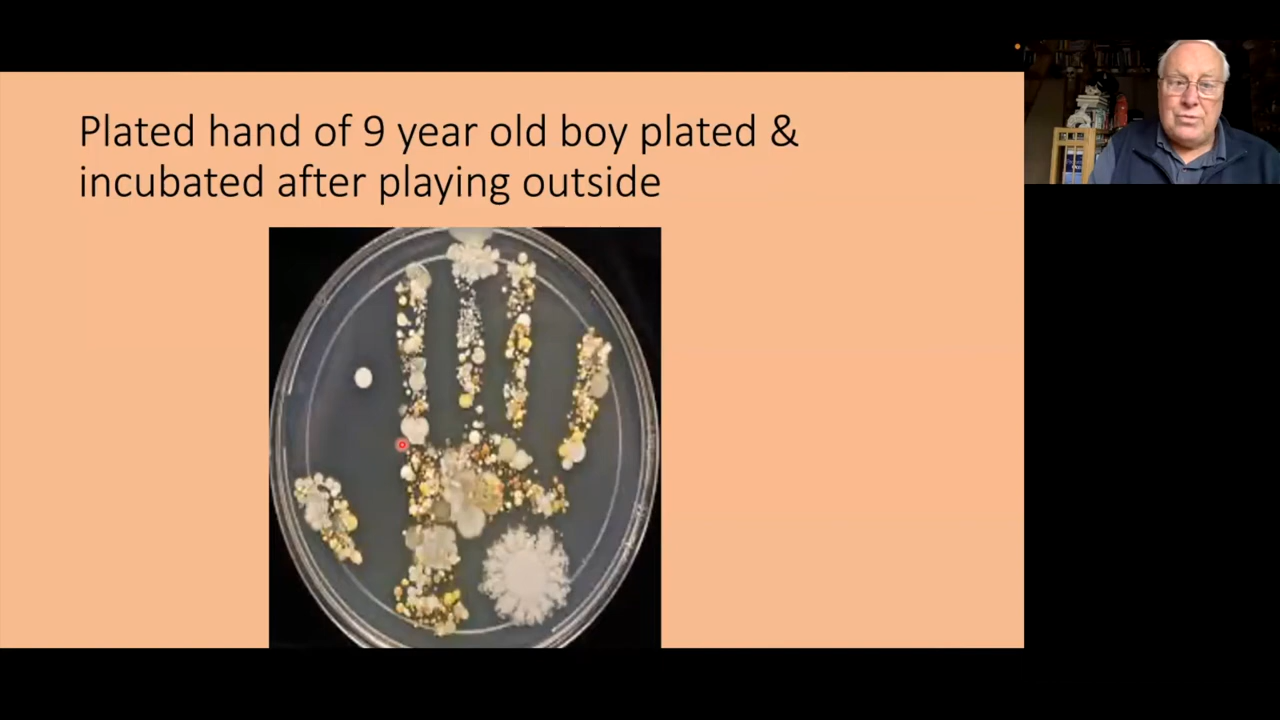 Plated hand of 9 year old boy plated &
incubated after playing outside